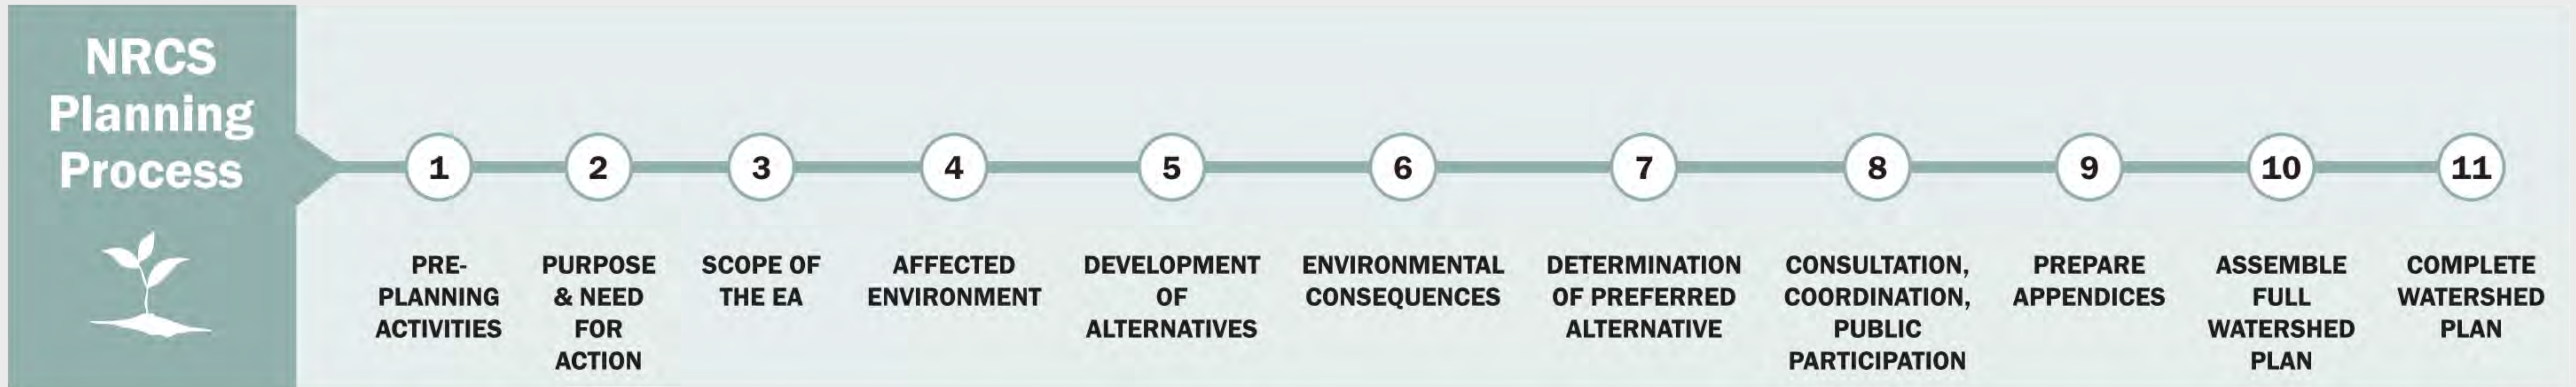 NRCS
Planning
Process
1
PRE-
PLANNING
ACTIVITIES
2
PURPOSE
& NEED
FOR
ACTION
3
SCOPE OF
THE EA
4
AFFECTED
ENVIRONMENT
5
DEVELOPMENT
OF
ALTERNATIVES
6
ENVIRONMENTAL
CONSEQUENCES
7
DETERMINATION
OF PREFERRED
ALTERNATIVE
8
CONSULTATION,
COORDINATION,
PUBLIC
PARTICIPATION
9
PREPARE
APPENDICES
10
ASSEMBLE
FULL
WATERSHED
PLAN
11
COMPLETE
WATERSHED
PLAN